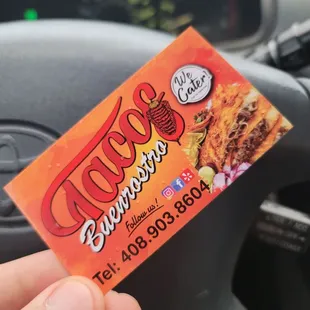 Tacos
Buenrostro
We
Cater!
Follow us!
Tel: 408.903.8604